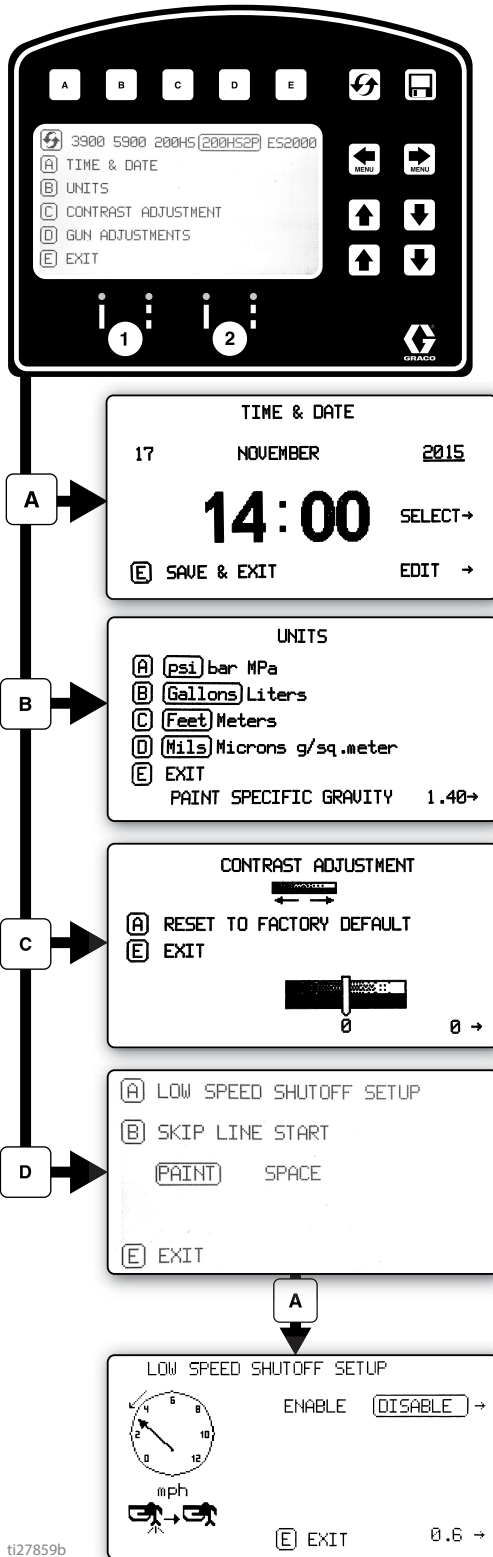 A B C D E
3900 5900 200HS 200HS2P ES2000
A TIME & DATE
B UNITS
C CONTRAST ADJUSTMENT
D GUN ADJUSTMENTS
E EXIT
MENU MENU
1 2
GRACO
A
TIME & DATE
17 NOVEMBER 2015
14:00 SELECT→
E SAVE & EXIT EDIT →
B
UNITS
A psi bar MPa
B Gallons Liters
C Feet Meters
D Mils Microns g/sq.meter
E EXIT
PAINT SPECIFIC GRAVITY 1.40→
C
CONTRAST ADJUSTMENT
A RESET TO FACTORY DEFAULT
E EXIT
0 0 →
D
A LOW SPEED SHUTOFF SETUP
B SKIP LINE START
PAINT SPACE
E EXIT
A
LOW SPEED SHUTOFF SETUP
ENABLE DISABLE →
0 2 4 6 8 10 12
mph
E EXIT 0.6 →
ti27859b